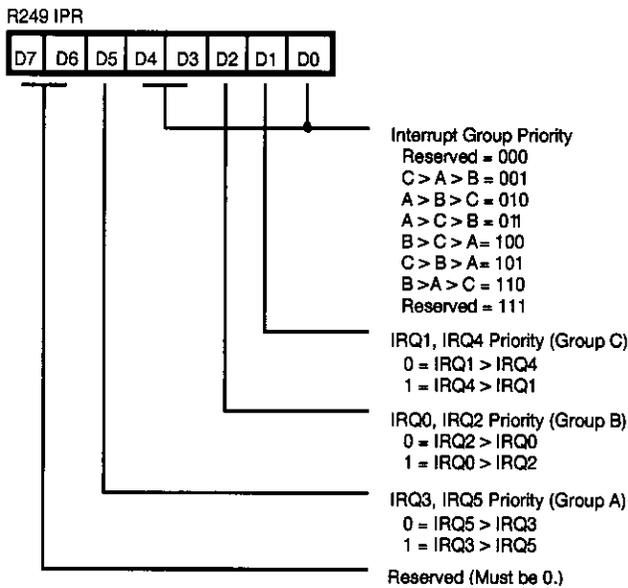 R249 IPR
D7 D6 D5 D4 D3 D2 D1 D0
Interrupt Group Priority
Reserved = 000
C > A > B = 001
A > B > C = 010
A > C > B = 011
B > C > A= 100
C > B > A= 101
B >A > C = 110
Reserved = 111
IRQ1, IRQ4 Priority (Group C)
0 = IRQ1 > IRQ4
1 = IRQ4 > IRQ1
IRQ0, IRQ2 Priority (Group B)
0 = IRQ2 > IRQ0
1 = IRQ0 > IRQ2
IRQ3, IRQ5 Priority (Group A)
0 = IRQ5 > IRQ3
1 = IRQ3 > IRQ5
Reserved (Must be 0.)